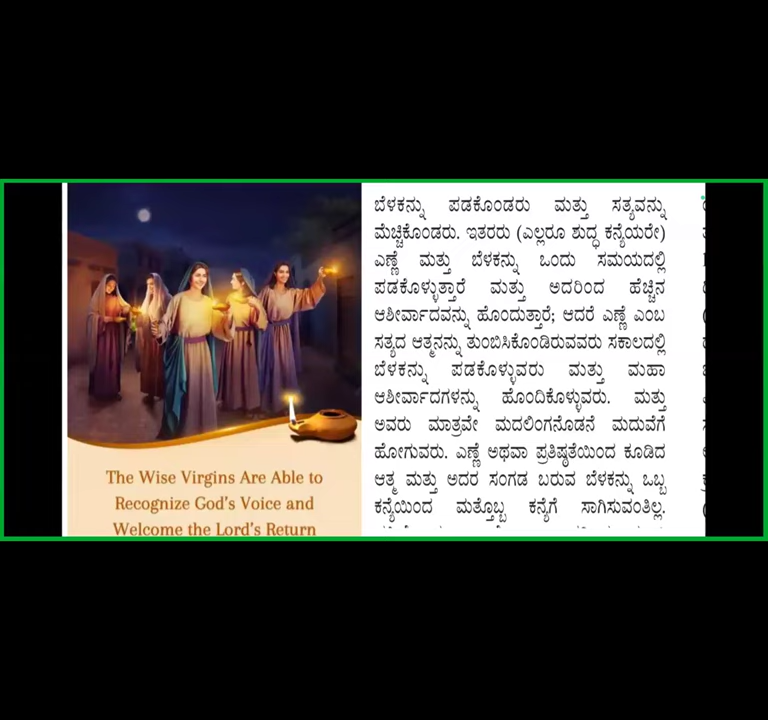 The Wise Virgins Are Able to
Recognize God's Voice and
Welcome the Lord's Return
ಬೆಳಕನ್ನು ಪಡಕೊಂಡರು ಮತ್ತು ಸತ್ಯವನ್ನು
ಮೆಚ್ಚಿಕೊಂಡರು. ಇತರರು (ಎಲ್ಲರೂ ಶುದ್ಧ ಕನ್ಯೆಯರೇ)
ಎಣ್ಣೆ ಮತ್ತು ಬೆಳಕನ್ನು ಒಂದು ಸಮಯದಲ್ಲಿ
ಪಡಕೊಳ್ಳುತ್ತಾರೆ ಮತ್ತು ಅದರಿಂದ ಹೆಚ್ಚಿನ
ಆಶೀರ್ವಾದವನ್ನು ಹೊಂದುತ್ತಾರೆ; ಆದರೆ ಎಣ್ಣೆ ಎಂಬ
ಸತ್ಯದ ಆತ್ಮನನ್ನು ತುಂಬಿಸಿಕೊಂಡಿರುವವರು ಸಕಾಲದಲ್ಲಿ
ಬೆಳಕನ್ನು ಪಡಕೊಳ್ಳುವರು ಮತ್ತು ಮಹಾ
ಆಶೀರ್ವಾದಗಳನ್ನು ಹೊಂದಿಕೊಳ್ಳುವರು. ಮತ್ತು
ಅವರು ಮಾತ್ರವೇ ಮದಲಿಂಗನೊಡನೆ ಮದುವೆಗೆ
ಹೋಗುವರು. ಎಣ್ಣೆ ಅಥವಾ ಪ್ರತಿಷ್ಠತೆಯಿಂದ ಕೂಡಿದ
ಆತ್ಮ ಮತ್ತು ಅದರ ಸಂಗಡ ಬರುವ ಬೆಳಕನ್ನು ಒಬ್ಬ
ಕನ್ಯೆಯಿಂದ ಮತ್ತೊಬ್ಬ ಕನ್ಯೆಗೆ ಸಾಗಿಸುವಂತಿಲ್ಲ.